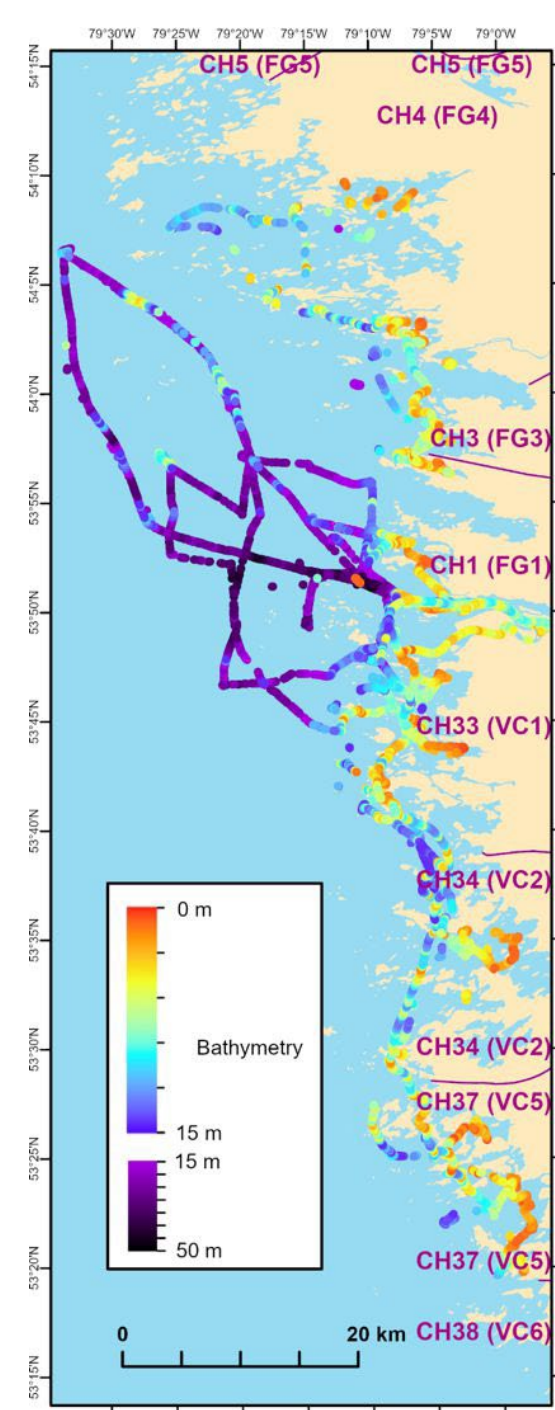 79°30'W 79°25'W 79°20'W 79°15'W 79°10'W 79°5'W 79°0'W
54°15'N
CH5 (FG5) CH5 (FG5)
CH4 (FG4)
54°10'N
54°5'N
54°0'N
CH3 (FG3)
53°55'N
CH1 (FG1)
53°50'N
53°45'N
CH33 (VC1)
53°40'N
CH34 (VC2)
0 m
53°35'N
Bathymetry
53°30'N
CH34 (VC2)
CH37 (VC5)
15 m
15 m
53°25'N
50 m
53°20'N
CH37 (VC5)
0 20 km
CH38 (VC6)
53°15'N